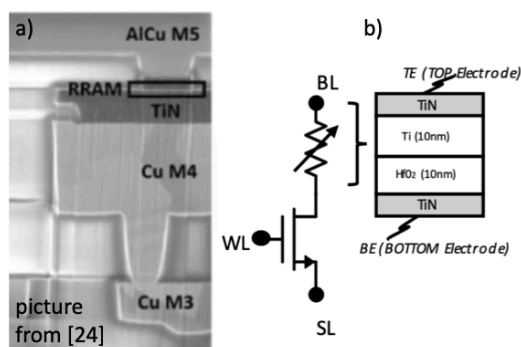 a)
AlCu M5
RRAM
TiN
Cu M4
Cu M3
picture
from [24]
b)
BL
WL
SL
TE (TOP Electrode)
TiN
Ti (10nm)
HfO₂ (10nm)
TiN
BE (BOTTOM Electrode)